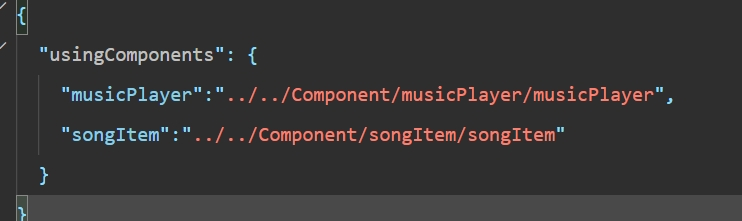 {
"usingComponents": {
"musicPlayer":"../../Component/musicPlayer/musicPlayer",
"songItem":"../../Component/songItem/songItem"
}
}